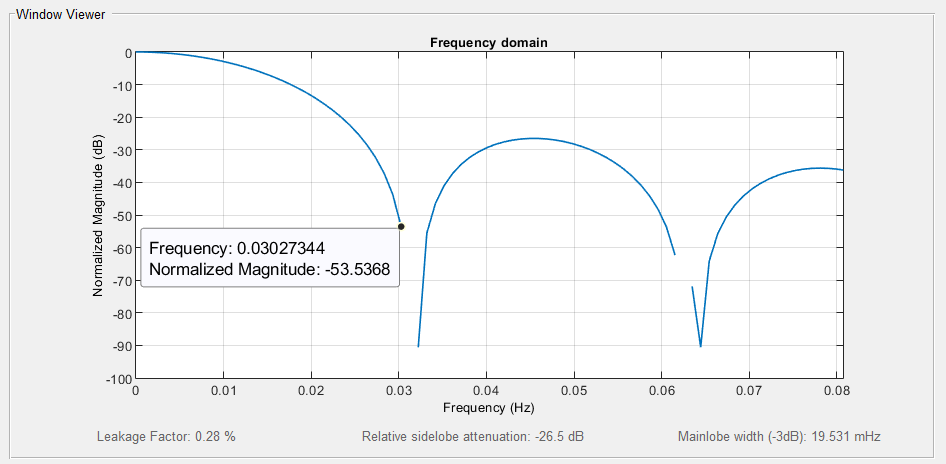 Window Viewer
Frequency domain
Normalized Magnitude (dB)
0
-10
-20
-30
-40
-50
-60
-70
-80
-90
-100
Frequency: 0.03027344
Normalized Magnitude: -53.5368
0 0.01 0.02 0.03 0.04 0.05 0.06 0.07 0.08
Frequency (Hz)
Leakage Factor: 0.28 % Relative sidelobe attenuation: -26.5 dB Mainlobe width (-3dB): 19.531 mHz